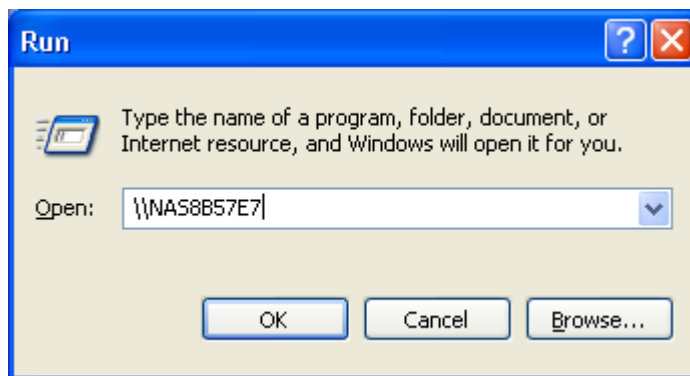 Run
Type the name of a program, folder, document, or
Internet resource, and Windows will open it for you.
Open: \\NAS8B57E7
OK Cancel Browse...